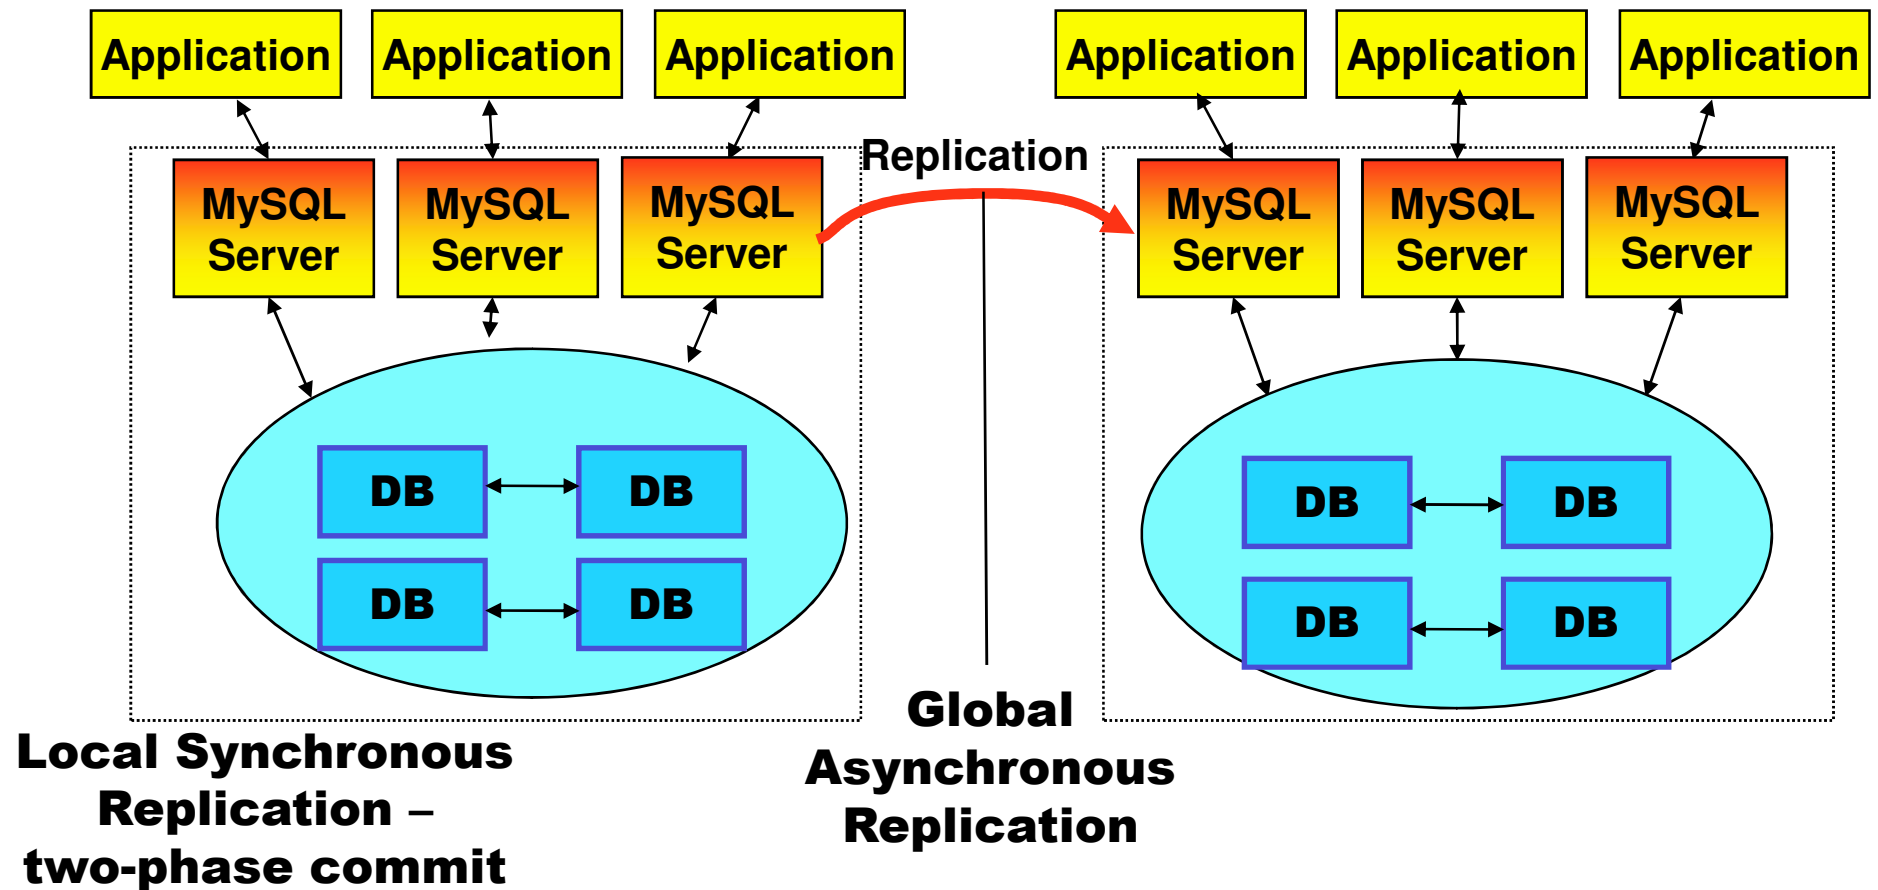 Application
Application
Application
Application
Application
Application
Replication
MySQL
Server
MySQL
Server
MySQL
Server
MySQL
Server
MySQL
Server
MySQL
Server
DB
DB
DB
DB
DB
DB
DB
DB
Local Synchronous
Replication –
two-phase commit
Global
Asynchronous
Replication